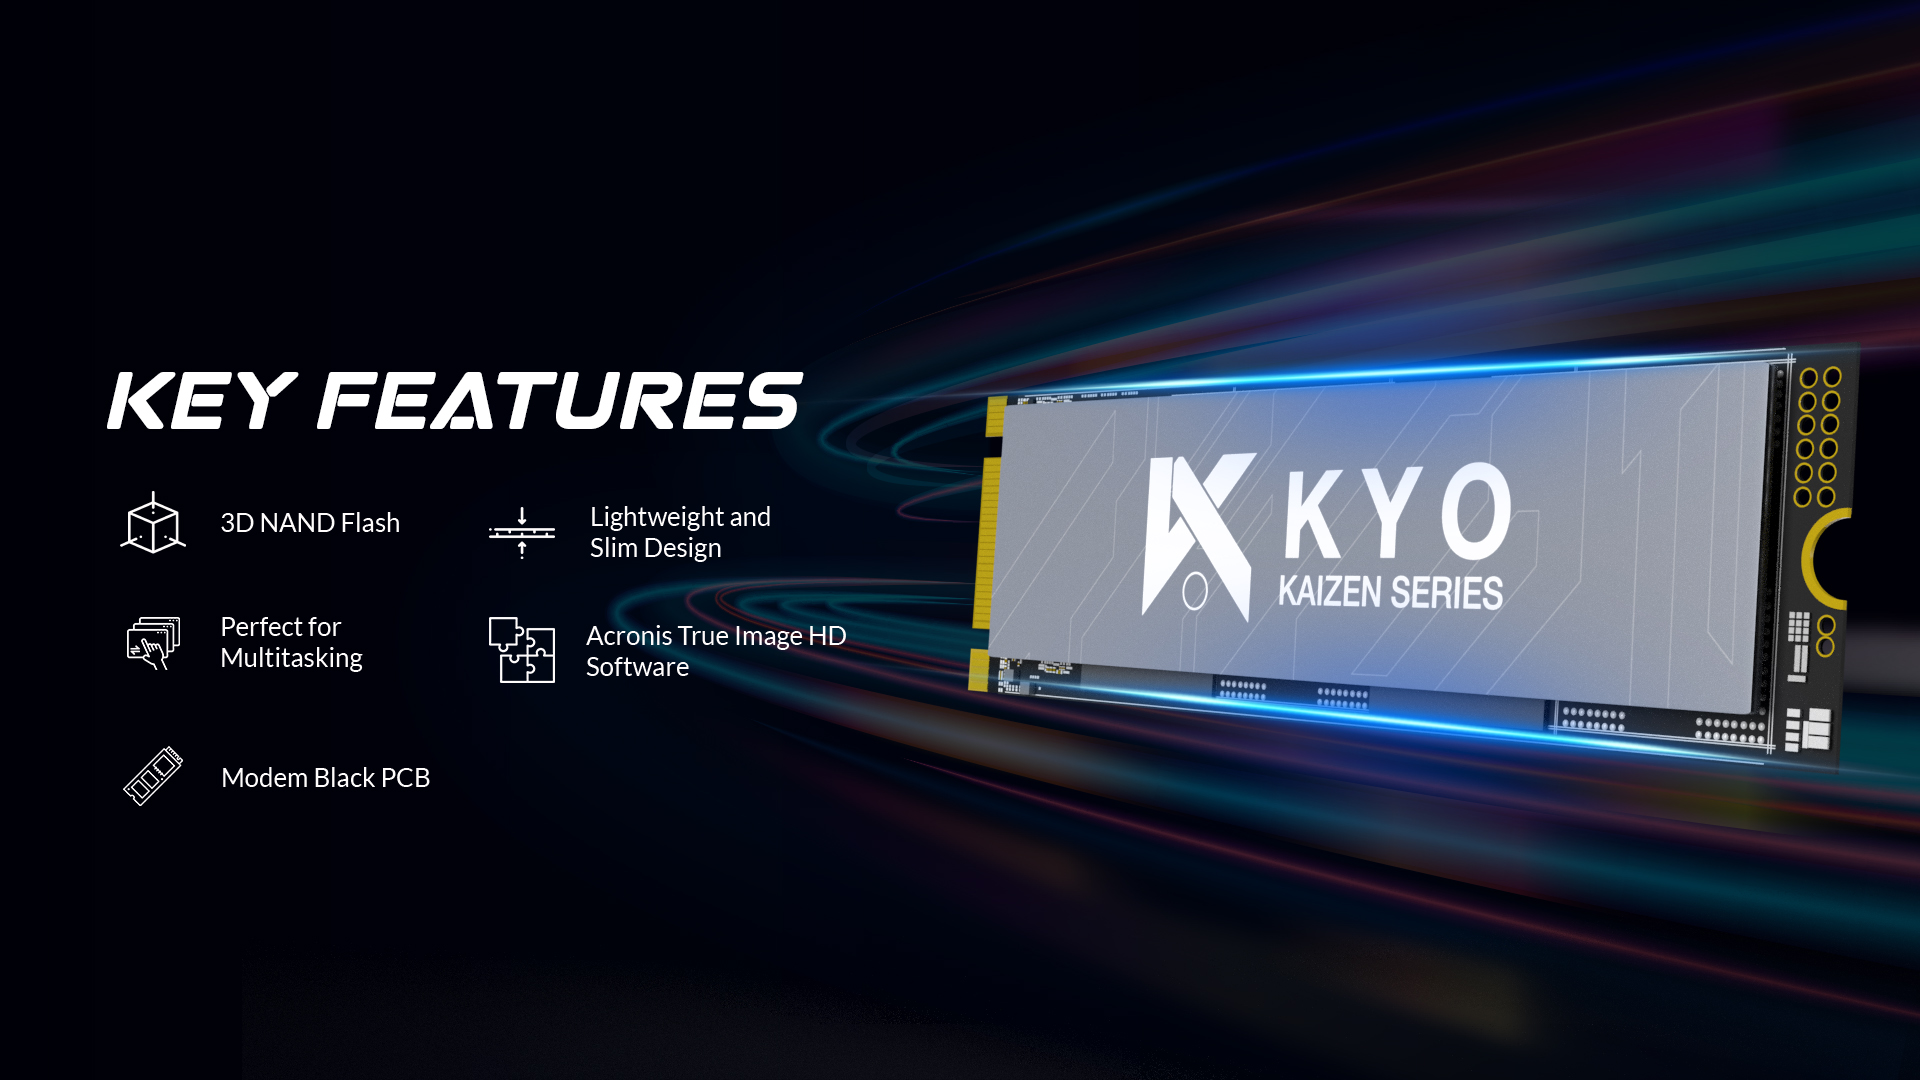 KEY FEATURES
3D NAND Flash
Lightweight and
Slim Design
Perfect for
Multitasking
Acronis True Image HD
Software
Modem Black PCB
KYO
KAIZEN SERIES